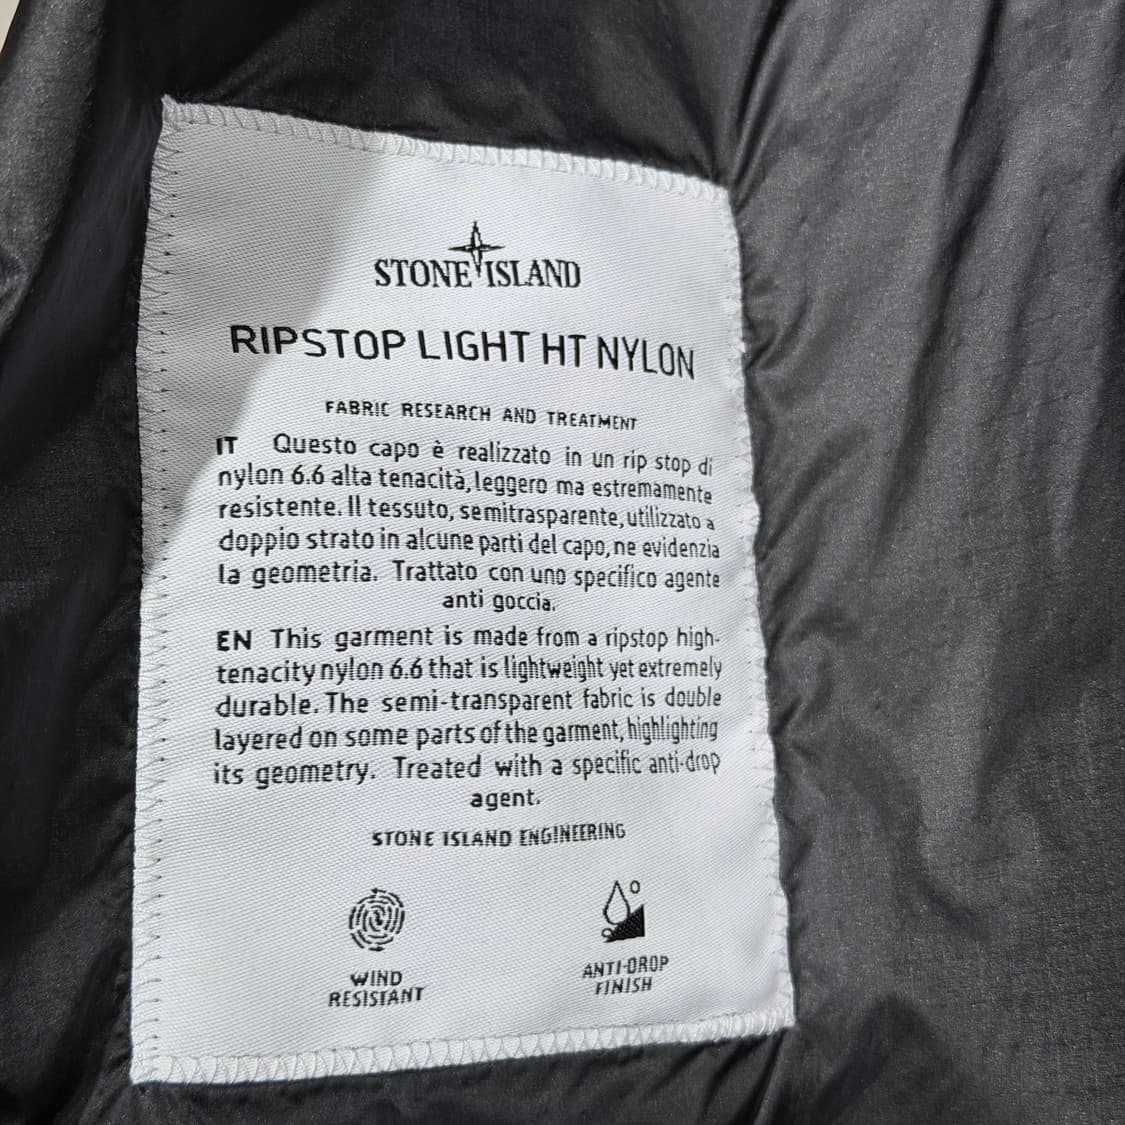 STONE ISLAND
RIPSTOP LIGHT HT NYLON
FABRIC RESEARCH AND TREATMENT
IT Questo capo è realizzato in un rip stop di
nylon 6.6 alta tenacità, leggero ma estremamente
resistente. Il tessuto, semitrasparente, utilizzato a
doppio strato in alcune parti del capo, ne evidenzia
la geometria. Trattato con uno specifico agente
anti goccia.
EN This garment is made from a ripstop high-
tenacity nylon 6.6 that is lightweight yet extremely
durable. The semi-transparent fabric is double
layered on some parts of the garment, highlighting
its geometry. Treated with a specific anti-drop
agent.
STONE ISLAND ENGINEERING
WIND
RESISTANT
ANTI-DROP
FINISH